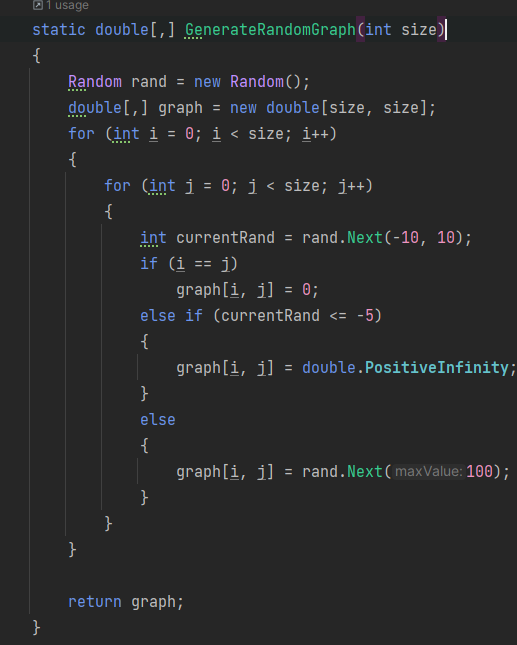 1 usage
static double[,] GenerateRandomGraph(int size)
{
    Random rand = new Random();
    double[,] graph = new double[size, size];
    for (int i = 0; i < size; i++)
    {
        for (int j = 0; j < size; j++)
        {
            int currentRand = rand.Next(-10, 10);
            if (i == j)
                graph[i, j] = 0;
            else if (currentRand <= -5)
            {
                graph[i, j] = double.PositiveInfinity;
            }
            else
            {
                graph[i, j] = rand.Next(maxValue: 100);
            }
        }
    }

    return graph;
}